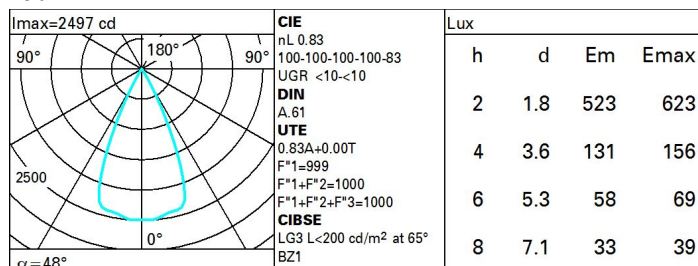 Imax=2497 cd
90° 180° 90°
2500
0°
α=48°
CIE
nL 0.83
100-100-100-100-83
UGR <10-<10
DIN
A.61
UTE
0.83A+0.00T
F"1=999
F"1+F"2=1000
F"1+F"2+F"3=1000
CIBSE
LG3 L<200 cd/m² at 65°
BZ1
Lux
h d Em Emax
2 1.8 523 623
4 3.6 131 156
6 5.3 58 69
8 7.1 33 39